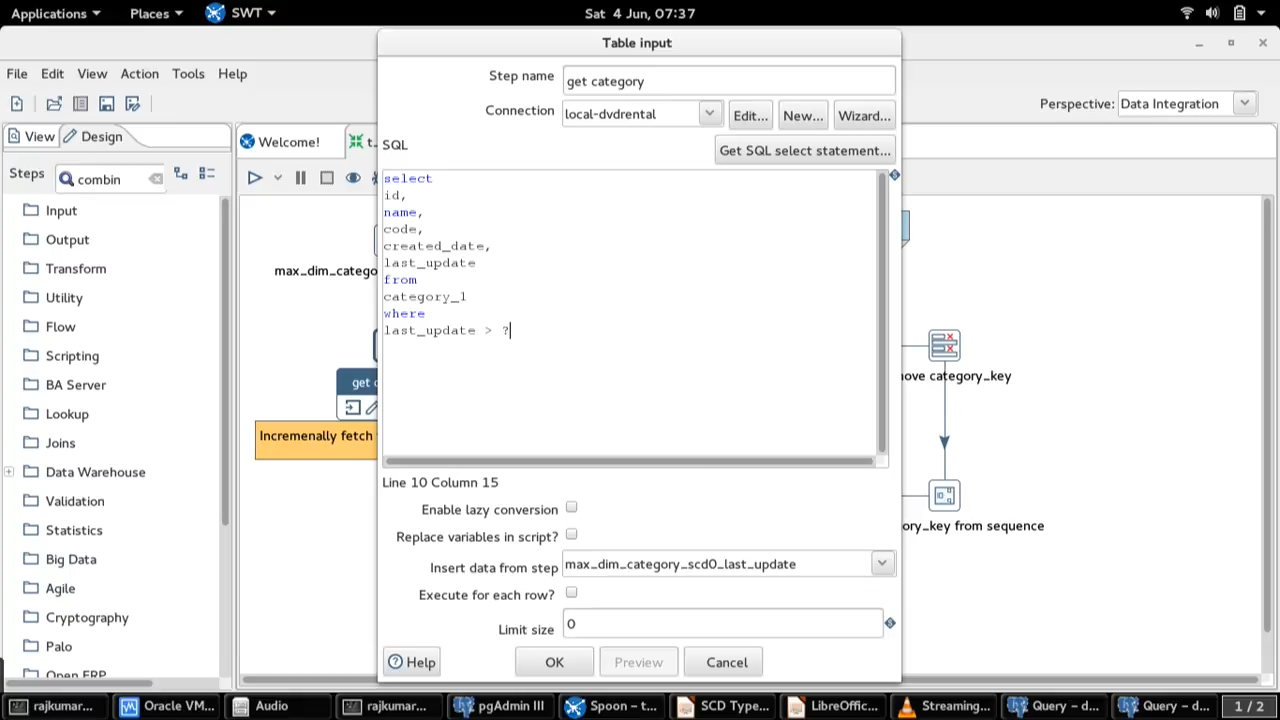 Applications Places SWT Sat 4 Jun, 07:37
Table input
File Edit View Action Tools Help
Perspective: Data Integration
View Design
Welcome! t_
Steps combin
Input
Output
Transform
Utility
Flow
Scripting
BA Server
Lookup
Joins
Data Warehouse
Validation
Statistics
Big Data
Agile
Cryptography
Palo
Open ERP
max_dim_catego
get c
Incremenally fetch
Step name get category
Connection local-dvdrental Edit... New... Wizard...
SQL Get SQL select statement...
select
id,
name,
code,
created_date,
last_update
from
category_1
where
last_update > ?
Line 10 Column 15
Enable lazy conversion
Replace variables in script?
Insert data from step max_dim_category_scd0_last_update
Execute for each row?
Limit size 0
Help OK Preview Cancel
ove category_key
ory_key from sequence
rajkumar... Oracle VM... Audio rajkumar... pgAdmin III Spoon – t... SCD Type... LibreOffic... Streaming... Query – d... Query – d... 1 / 2